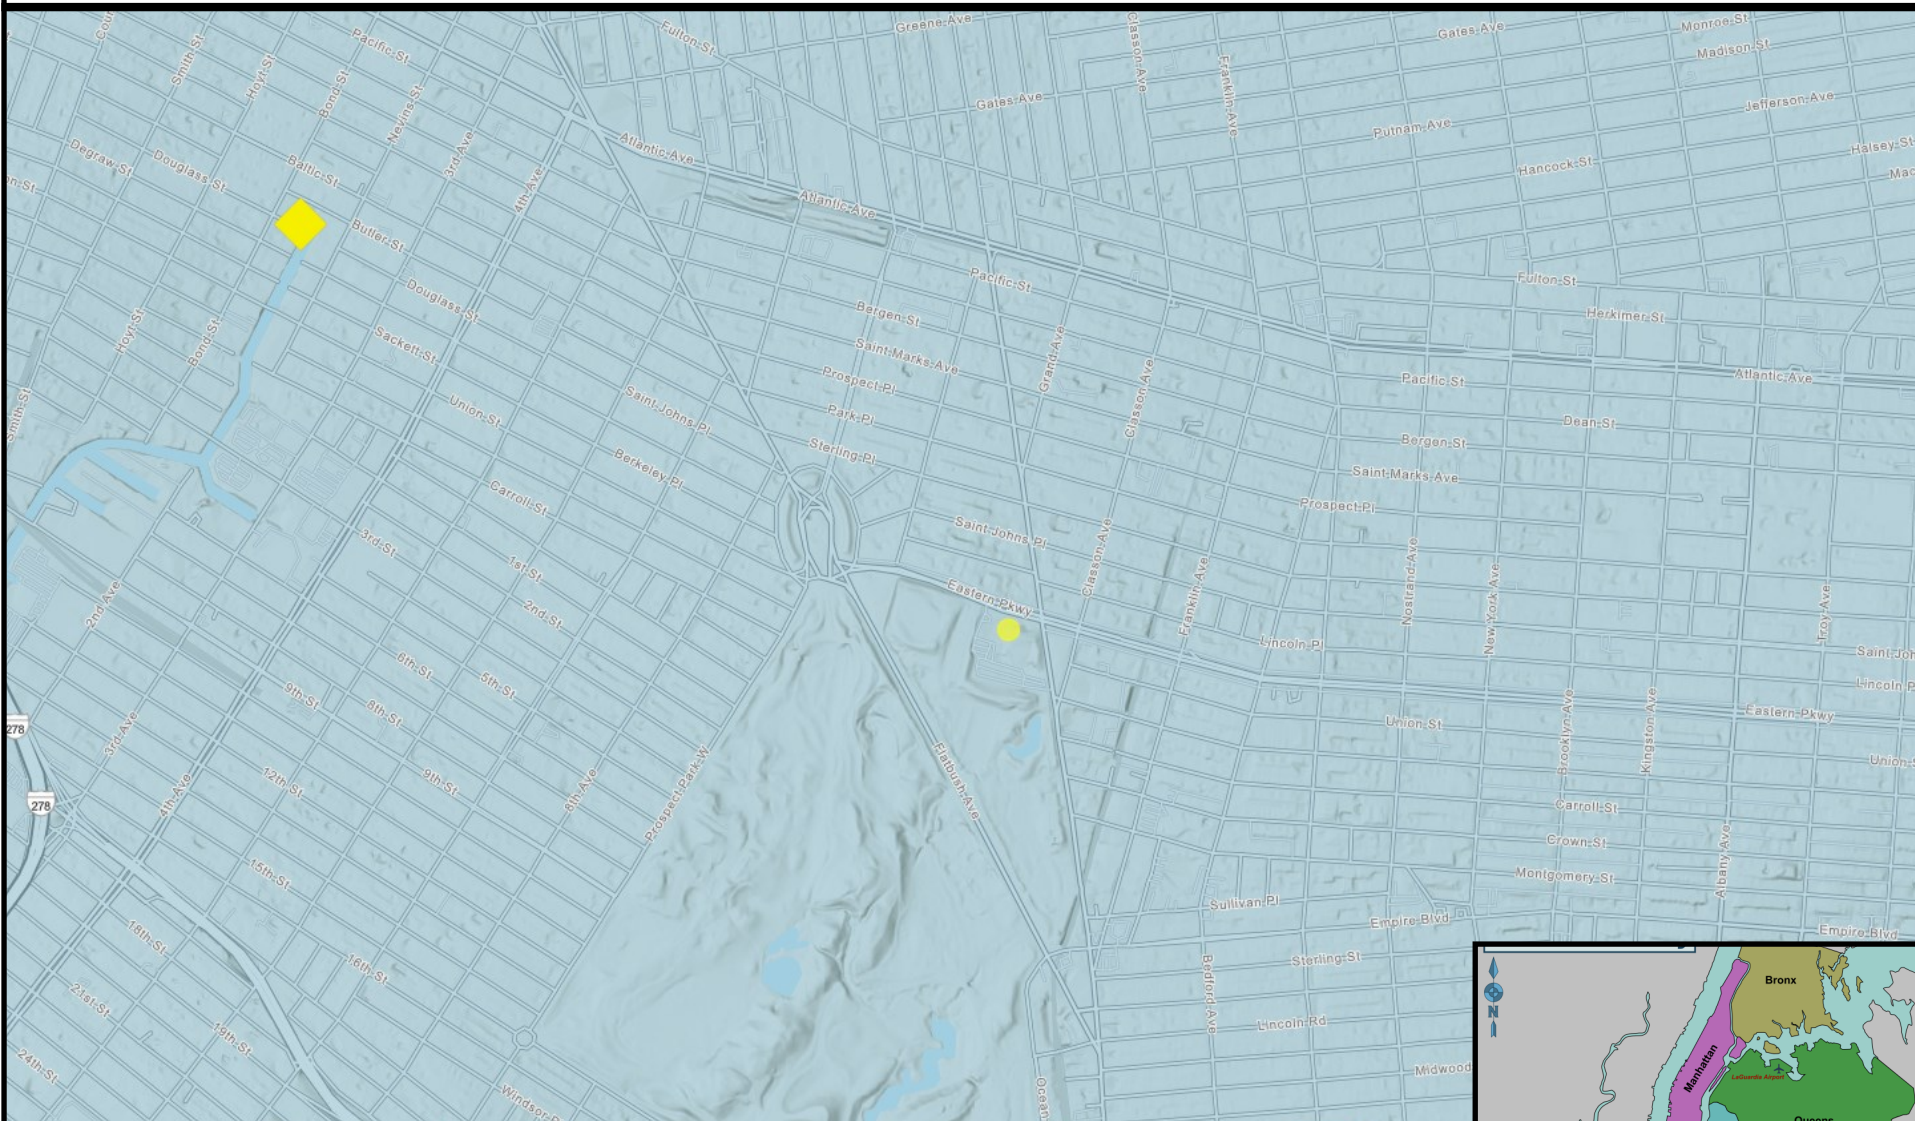 Fulton St
Greene Ave
Classon Ave
Gates Ave
Monroe St
Madison St
Pacific St
Smith St
Hoyt St
Bond St
Nevins St
3rd Ave
4th Ave
Franklin Ave
Gates Ave
Jefferson Ave
Putnam Ave
Halsey St
Hancock St
Atlantic Ave
Degraw St
Douglass St
Baltic St
Atlantic Ave
Butler St
Pacific St
Fulton St
Douglass St
Bergen St
Herkimer St
Hoyt St
Bond St
Sackett St
Saint Marks Ave
Grand Ave
Classon Ave
Prospect Pl
Pacific St
Atlantic Ave
Smith St
Union St
Saint Johns Pl
Park Pl
Dean St
Bergen St
Sterling Pl
Berkeley Pl
Saint Marks Ave
Carroll St
Prospect Pl
3rd St
Saint Johns Pl
Classon Ave
1st St
Franklin Ave
Nostrand Ave
New York Ave
Troy Ave
2nd Ave
2nd St
Eastern Pkwy
Lincoln Pl
6th St
5th St
9th St
8th St
278
3rd Ave
Union St
Brooklyn Ave
Kingston Ave
Eastern Pkwy
Flatbush Ave
Prospect Park W
12th St
9th St
8th Ave
4th Ave
278
Carroll St
Crown St
Montgomery St
Albany Ave
15th St
Sullivan Pl
Empire Blvd
Empire Blvd
18th St
16th St
Sterling St
Bedford Ave
21st St
19th St
Lincoln Rd
24th St
Midwood
Ocean
N
Bronx
Manhattan
LaGuardia Airport
Queens